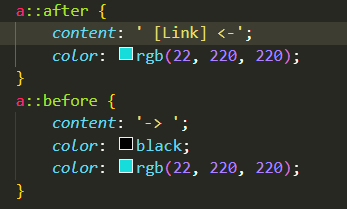 a::after {
    content: ' [Link] <-';
    color: rgb(22, 220, 220);
}
a::before {
    content: '-> ';
    color: black;
    color: rgb(22, 220, 220);
}